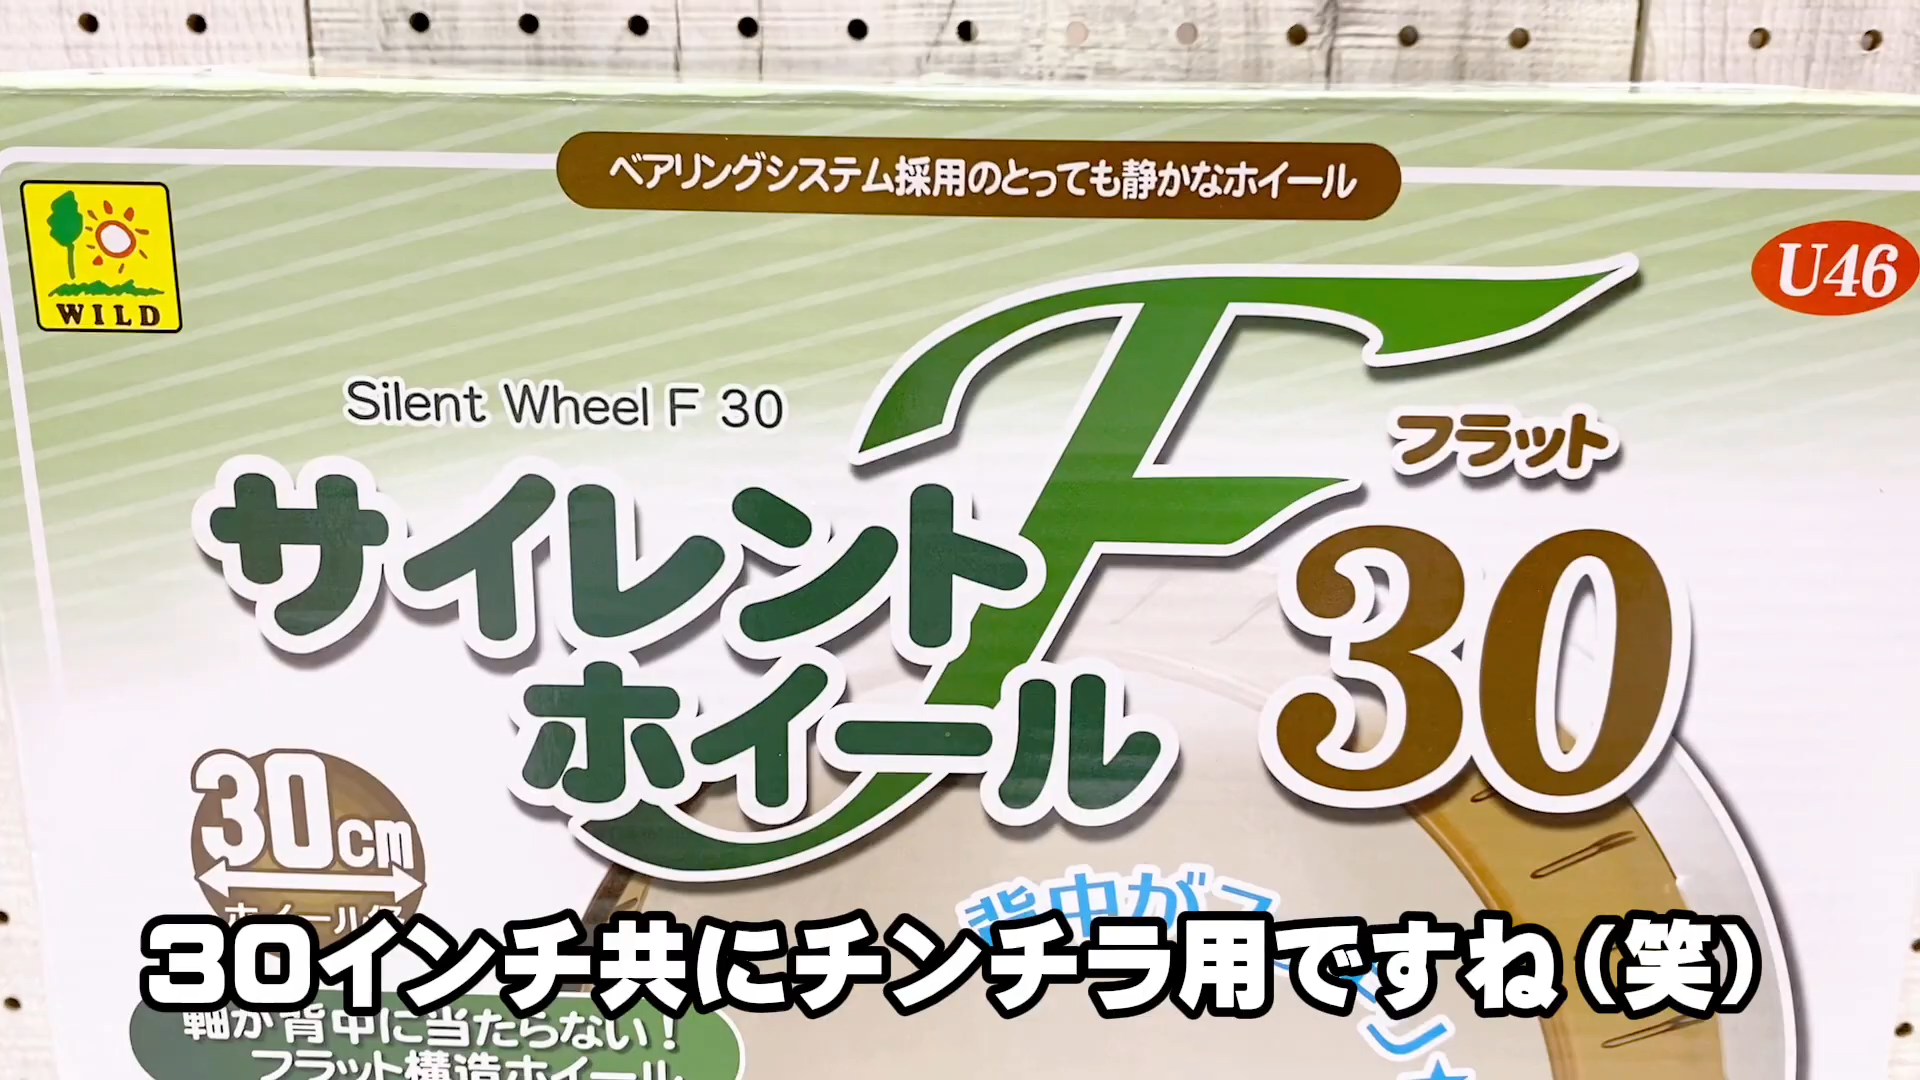 ベアリングシステム採用のとっても静かなホイール
WILD
U46
Silent Wheel F 30
フラット
サイレント
F
30
ホイール
30cm
ホイール
背中が
30インチ共にチンチラ用ですね(笑)
軸が背中に当たらない!
フラット構造ホイール